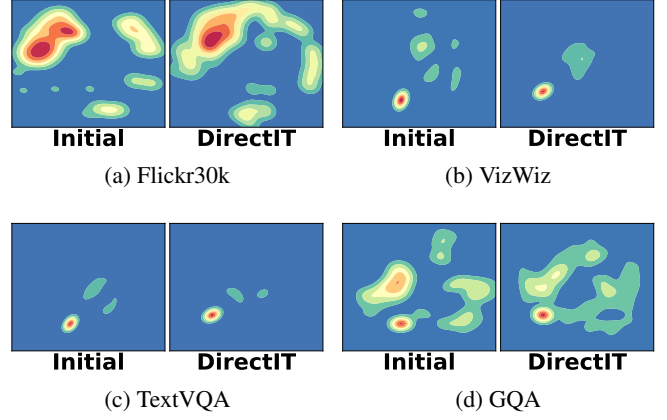 Initial DirectIT Initial DirectIT
(a) Flickr30k (b) VizWiz
Initial DirectIT Initial DirectIT
(c) TextVQA (d) GQA